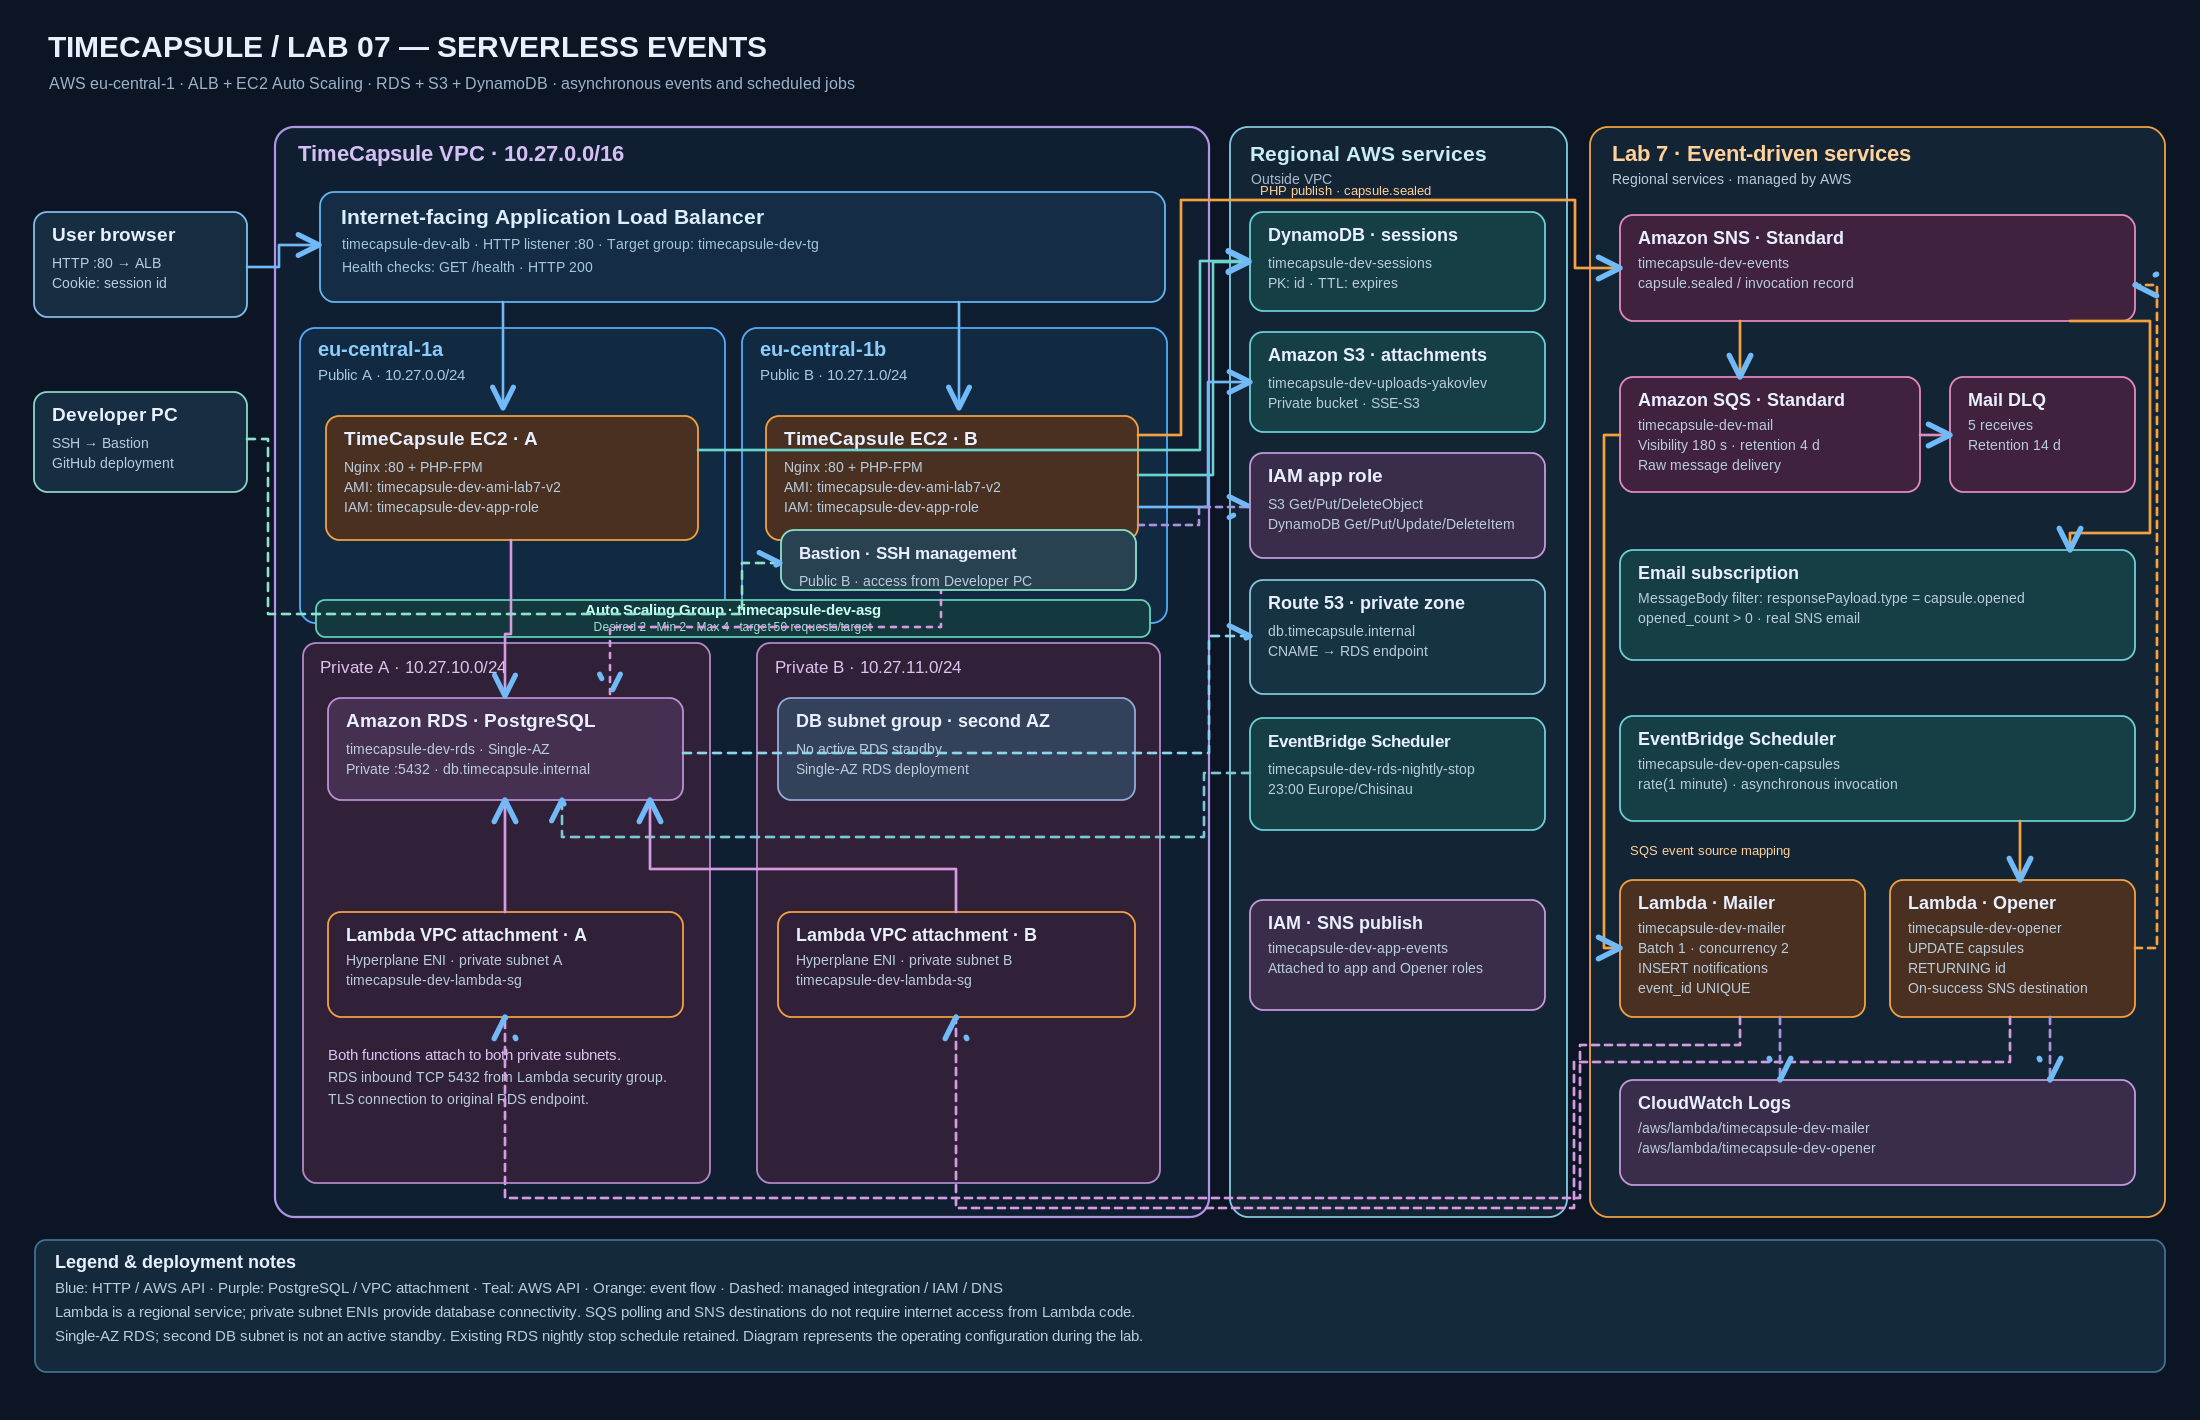 TIMECAPSULE / LAB 07 — SERVERLESS EVENTS
AWS eu-central-1 · ALB + EC2 Auto Scaling · RDS + S3 + DynamoDB · asynchronous events and scheduled jobs
User browser
HTTP :80 → ALB
Cookie: session id
Developer PC
SSH → Bastion
GitHub deployment
TimeCapsule VPC · 10.27.0.0/16
Internet-facing Application Load Balancer
timecapsule-dev-alb · HTTP listener :80 · Target group: timecapsule-dev-tg
Health checks: GET /health · HTTP 200
eu-central-1a
Public A · 10.27.0.0/24
TimeCapsule EC2 · A
Nginx :80 + PHP-FPM
AMI: timecapsule-dev-ami-lab7-v2
IAM: timecapsule-dev-app-role
eu-central-1b
Public B · 10.27.1.0/24
TimeCapsule EC2 · B
Nginx :80 + PHP-FPM
AMI: timecapsule-dev-ami-lab7-v2
IAM: timecapsule-dev-app-role
Bastion · SSH management
Public B · access from Developer PC
Auto Scaling Group · timecapsule-dev-asg
Desired 2 · Min 2 · Max 4 · target 50 requests/target
Private A · 10.27.10.0/24
Amazon RDS · PostgreSQL
timecapsule-dev-rds · Single-AZ
Private :5432 · db.timecapsule.internal
Lambda VPC attachment · A
Hyperplane ENI · private subnet A
timecapsule-dev-lambda-sg
Both functions attach to both private subnets.
RDS inbound TCP 5432 from Lambda security group.
TLS connection to original RDS endpoint.
Private B · 10.27.11.0/24
DB subnet group · second AZ
No active RDS standby
Single-AZ RDS deployment
Lambda VPC attachment · B
Hyperplane ENI · private subnet B
timecapsule-dev-lambda-sg
Regional AWS services
Outside VPC
PHP publish · capsule.sealed
DynamoDB · sessions
timecapsule-dev-sessions
PK: id · TTL: expires
Amazon S3 · attachments
timecapsule-dev-uploads-yakovlev
Private bucket · SSE-S3
IAM app role
S3 Get/Put/DeleteObject
DynamoDB Get/Put/Update/DeleteItem
Route 53 · private zone
db.timecapsule.internal
CNAME → RDS endpoint
EventBridge Scheduler
timecapsule-dev-rds-nightly-stop
23:00 Europe/Chisinau
IAM · SNS publish
timecapsule-dev-app-events
Attached to app and Opener roles
Lab 7 · Event-driven services
Regional services · managed by AWS
Amazon SNS · Standard
timecapsule-dev-events
capsule.sealed / invocation record
Amazon SQS · Standard
timecapsule-dev-mail
Visibility 180 s · retention 4 d
Raw message delivery
Mail DLQ
5 receives
Retention 14 d
Email subscription
MessageBody filter: responsePayload.type = capsule.opened
opened_count > 0 · real SNS email
EventBridge Scheduler
timecapsule-dev-open-capsules
rate(1 minute) · asynchronous invocation
SQS event source mapping
Lambda · Mailer
timecapsule-dev-mailer
Batch 1 · concurrency 2
INSERT notifications
event_id UNIQUE
Lambda · Opener
timecapsule-dev-opener
UPDATE capsules
RETURNING id
On-success SNS destination
CloudWatch Logs
/aws/lambda/timecapsule-dev-mailer
/aws/lambda/timecapsule-dev-opener
Legend & deployment notes
Blue: HTTP / AWS API · Purple: PostgreSQL / VPC attachment · Teal: AWS API · Orange: event flow · Dashed: managed integration / IAM / DNS
Lambda is a regional service; private subnet ENIs provide database connectivity. SQS polling and SNS destinations do not require internet access from Lambda code.
Single-AZ RDS; second DB subnet is not an active standby. Existing RDS nightly stop schedule retained. Diagram represents the operating configuration during the lab.